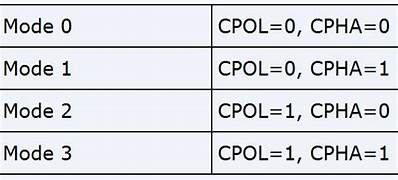 Mode 0 CPOL=0, CPHA=0
Mode 1 CPOL=0, CPHA=1
Mode 2 CPOL=1, CPHA=0
Mode 3 CPOL=1, CPHA=1